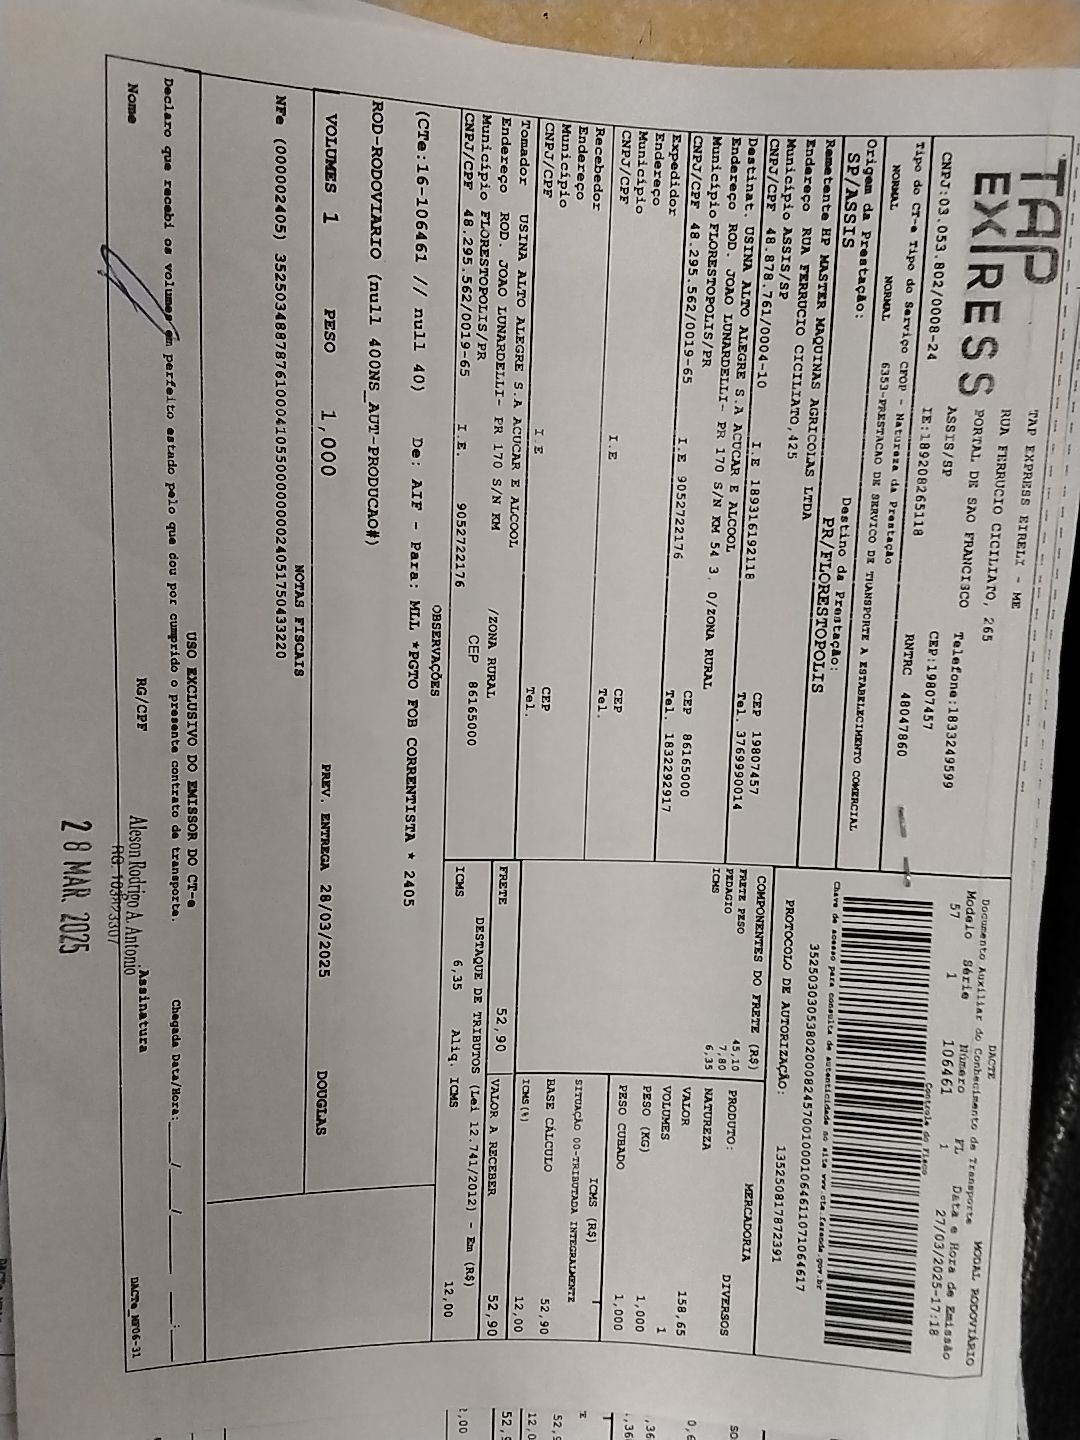 TAP
EXPRESS
TAP EXPRESS EIRELI - ME
RUA FERRUCIO CICILIATO, 265
PORTAL DE SAO FRANCISCO
ASSIS/SP
Telefone:1833249599
CEP:19807457
CNPJ:03.053.802/0008-24
IE:189208265118
RNTRC 48047860
Tipo do CT-e Tipo do Serviço CFOP - Natureza da Prestação
NORMAL NORMAL 6353-PRESTACAO DE SERVICO DE TRANSPORTE A ESTABELECIMENTO COMERCIAL
Origem da Prestação: Destino da Prestação:
SP/ASSIS PR/FLORESTOPOLIS
Remetente HP MASTER MAQUINAS AGRICOLAS LTDA
Endereço RUA FERRUCIO CICILIATO,425
Município ASSIS/SP CEP 19807457
CNPJ/CPF 48.878.761/0004-10 I.E 189316192118 Tel. 3769990014
Destinat. USINA ALTO ALEGRE S.A ACUCAR E ALCOOL
Endereço ROD. JOAO LUNARDELLI- PR 170 S/N KM 54 3, 0/ZONA RURAL
Município FLORESTOPOLIS/PR CEP 86165000
CNPJ/CPF 48.295.562/0019-65 I.E 9052722176 Tel. 1832292917
Expedidor
Endereço
Município CEP
CNPJ/CPF I.E Tel.
Recebedor
Endereço
Município CEP
CNPJ/CPF I.E Tel.
Tomador USINA ALTO ALEGRE S.A ACUCAR E ALCOOL
Endereço ROD. JOAO LUNARDELLI- PR 170 S/N KM /ZONA RURAL
Município FLORESTOPOLIS/PR CEP 86165000
CNPJ/CPF 48.295.562/0019-65 I.E. 9052722176
DACTE
Documento Auxiliar do Conhecimento de Transporte MODAL RODOVIÁRIO
Modelo Série Número FL Data e Hora de Emissão
57 1 106461 1 27/03/2025-17:18
Controle do Fisco
Chave de acesso para consulta de autenticidade no site www.cte.fazenda.gov.br
35250303053802000824570010001064611071064617
PROTOCOLO DE AUTORIZAÇÃO: 135250817872391
COMPONENTES DO FRETE (R$)
FRETE PESO 45,10
PEDAGIO 7,80
ICMS 6,35
PRODUTO: MERCADORIA
NATUREZA DIVERSOS
VALOR 158,65
VOLUMES 1
PESO (KG) 1,000
PESO CUBADO 1,000
ICMS (R$)
SITUAÇÃO 00-TRIBUTADA INTEGRALMENTE
BASE CÁLCULO 52,90
ICMS(%) 12,00
FRETE 52,90 VALOR A RECEBER 52,90
DESTAQUE DE TRIBUTOS (Lei 12.741/2012) - Em (R$)
ICMS 6,35 Aliq. ICMS 12,00
OBSERVAÇÕES
(CTe:16-106461 // null 40) De: AIF - Para: MLL *PGTO FOB CORRENTISTA * 2405
ROD-RODOVIARIO (null 400NS_AUT-PRODUCAO#)
VOLUMES 1 PESO 1,000 PREV. ENTREGA 28/03/2025 DOUGLAS
NOTAS FISCAIS
NFe (000002405) 35250348878761000410550000000024051750433220
USO EXCLUSIVO DO EMISSOR DO CT-e
Declaro que recebi os volumes em perfeito estado pelo que dou por cumprido o presente contrato de transporte. Chegada Data/Hora: ____/____/____ ____:____
Nome RG/CPF Assinatura DACTe_MP06-31
Aleson Rodrigo A. Antonio
28 MAR. 2025